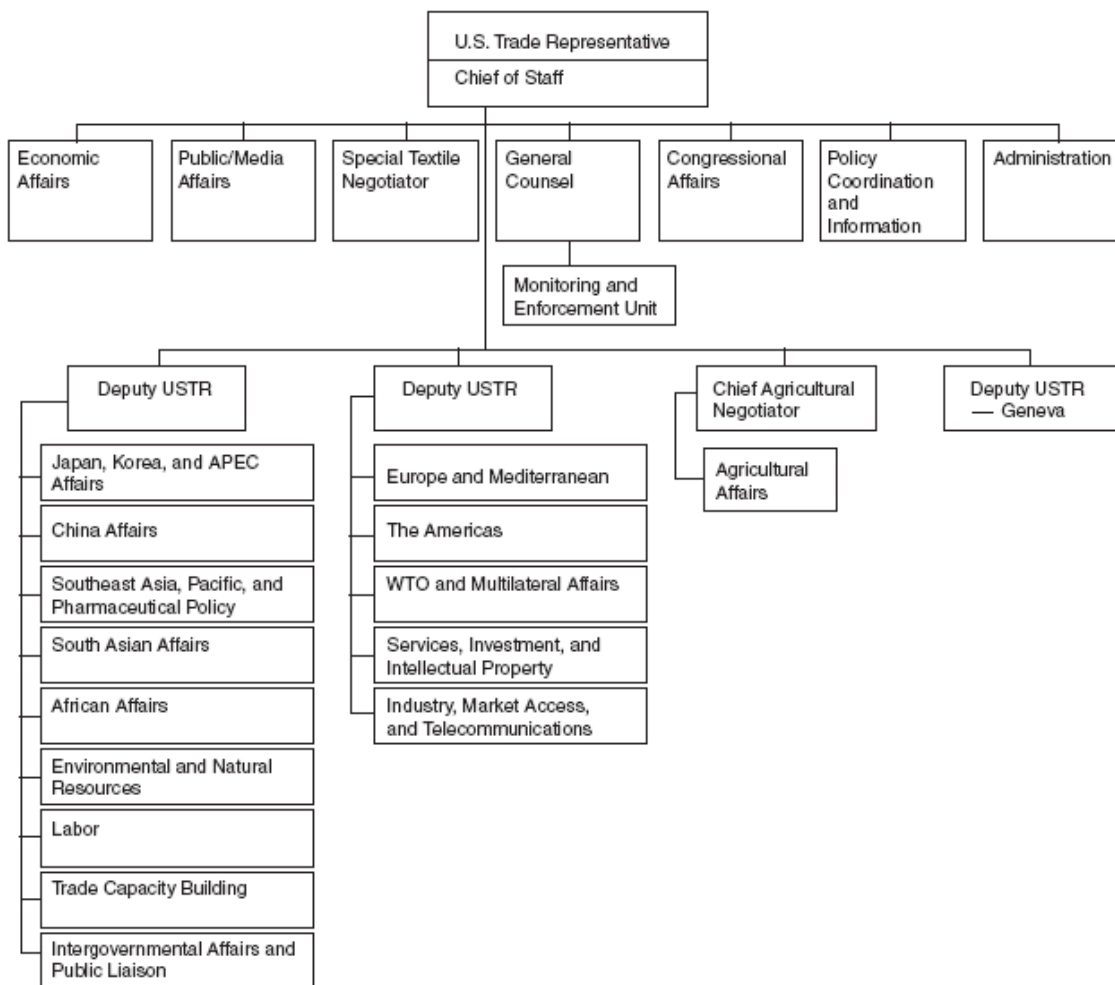 U.S. Trade Representative
Chief of Staff
Economic
Affairs
Public/Media
Affairs
Special Textile
Negotiator
General
Counsel
Congressional
Affairs
Policy
Coordination
and
Information
Administration
Monitoring and
Enforcement Unit
Deputy USTR
Japan, Korea, and APEC
Affairs
China Affairs
Southeast Asia, Pacific, and
Pharmaceutical Policy
South Asian Affairs
African Affairs
Environmental and Natural
Resources
Labor
Trade Capacity Building
Intergovernmental Affairs and
Public Liaison
Deputy USTR
Europe and Mediterranean
The Americas
WTO and Multilateral Affairs
Services, Investment, and
Intellectual Property
Industry, Market Access,
and Telecommunications
Chief Agricultural
Negotiator
Agricultural
Affairs
Deputy USTR
— Geneva